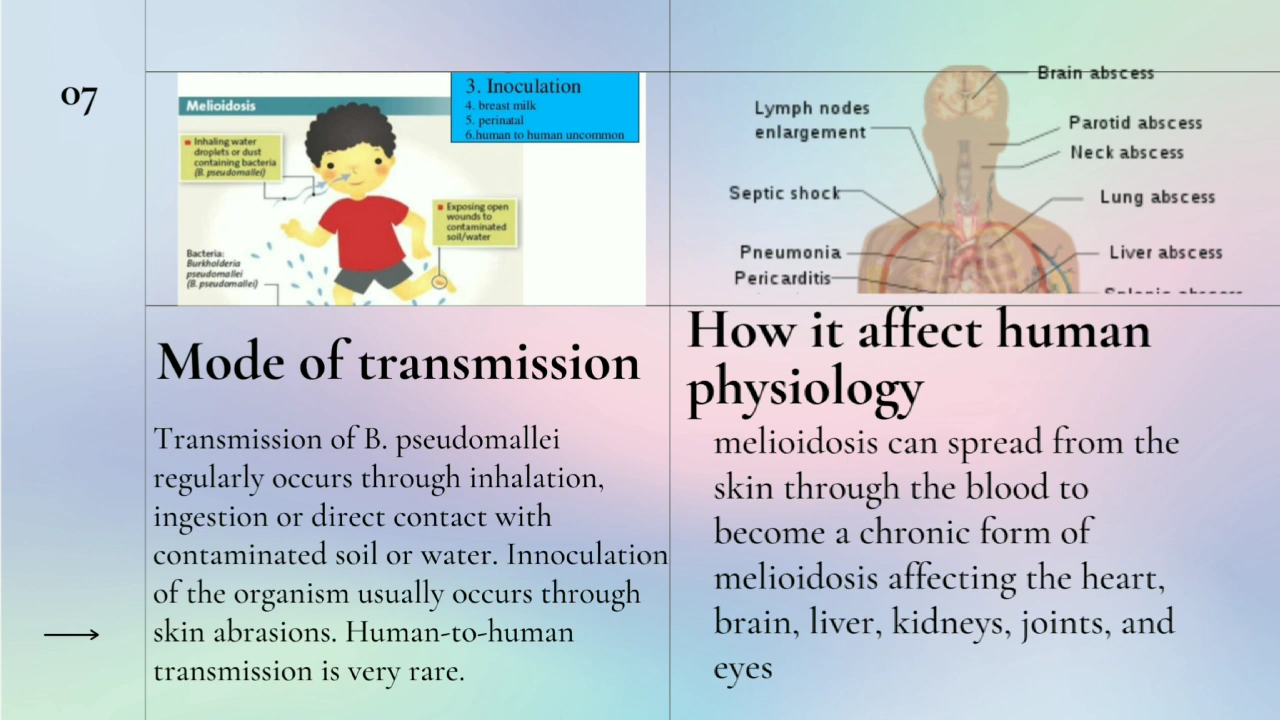 07
3. Inoculation
4. breast milk
5. perinatal
6.human to human uncommon
Melioidosis
Inhaling water
droplets or dust
containing bacteria
(B. pseudomallei)
Exposing open
wounds to
contaminated
soil/water
Bacteria:
Burkholderia
pseudomallei
(B. pseudomallei)
Brain abscess
Lymph nodes
enlargement
Parotid abscess
Neck abscess
Septic shock
Lung abscess
Pneumonia
Liver abscess
Pericarditis
Mode of transmission
Transmission of B. pseudomallei
regularly occurs through inhalation,
ingestion or direct contact with
contaminated soil or water. Innoculation
of the organism usually occurs through
skin abrasions. Human-to-human
transmission is very rare.
How it affect human
physiology
melioidosis can spread from the
skin through the blood to
become a chronic form of
melioidosis affecting the heart,
brain, liver, kidneys, joints, and
eyes